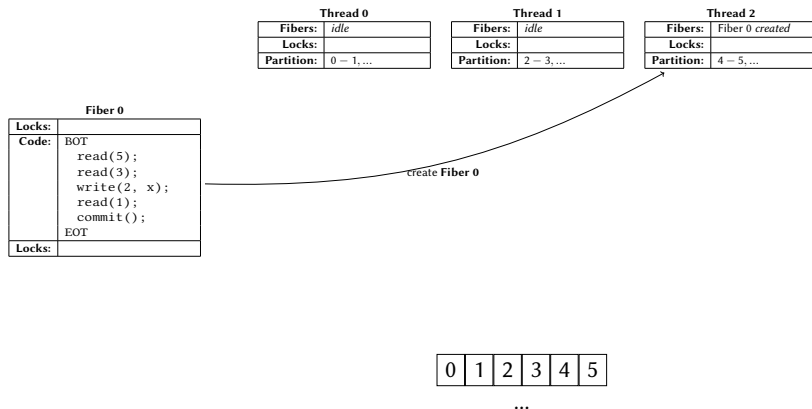 Thread 0
Fibers: idle
Locks:
Partition: 0 – 1, ...
Thread 1
Fibers: idle
Locks:
Partition: 2 – 3, ...
Thread 2
Fibers: Fiber 0 created
Locks:
Partition: 4 – 5, ...
Fiber 0
Locks:
Code: BOT
read(5);
read(3);
write(2, x);
read(1);
commit();
EOT
Locks:
create Fiber 0
0 1 2 3 4 5
...